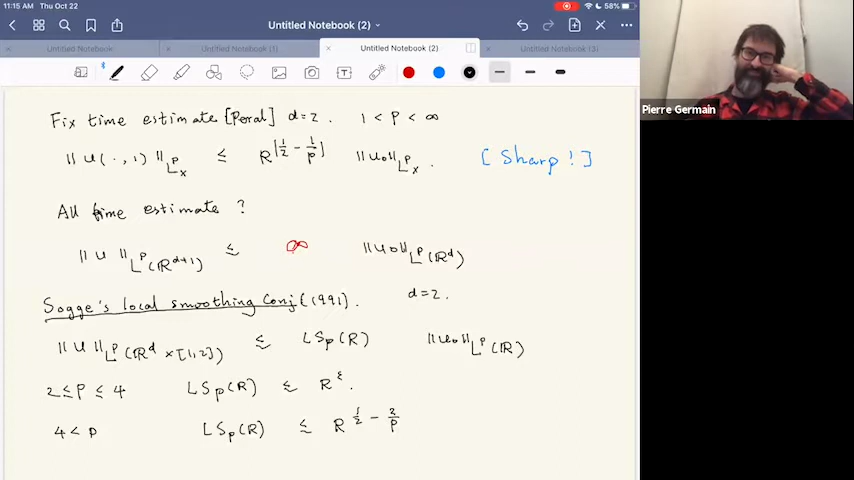 11:15 AM Thu Oct 22
58%
Untitled Notebook (2)
Untitled Notebook
Untitled Notebook (1)
Untitled Notebook (2)
Untitled Notebook (3)
Fix time estimate [Peral] d=2. 1 < p < ∞
|| u(·,1) ||_{L^p_x} ≲ R^{|1/2 - 1/p|} ||u_0||_{L^p_x}. [Sharp!]
All time estimate ?
|| u ||_{L^p(ℝ^{d+1})} ≤ ∞ ||u_0||_{L^p(ℝ^d)}
Sogge's local smoothing conj (1991). d=2.
|| u ||_{L^p(ℝ^d × [1,2])} ≲ LS_p(R) ||u_0||_{L^p(ℝ)}
2 ≤ p ≤ 4 LS_p(R) ≲ R^ε.
4 < p LS_p(R) ≲ R^{1/2 - 2/p}
Pierre Germain